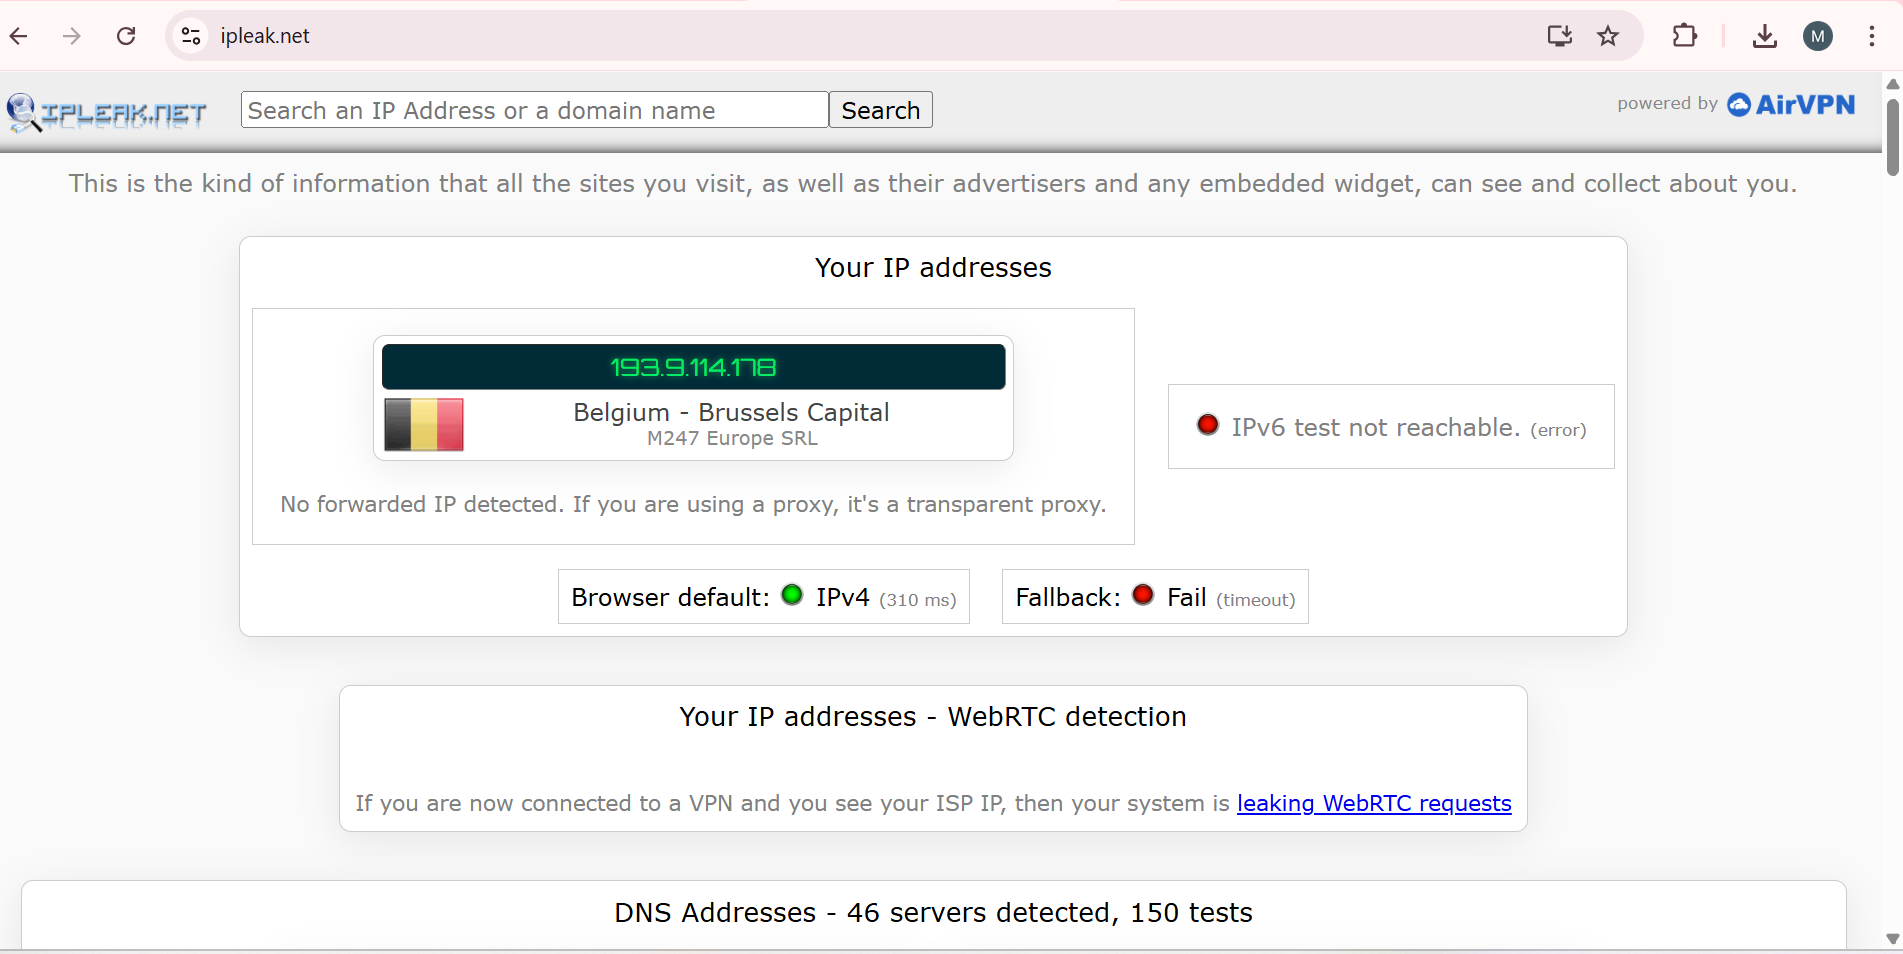 ipleak.net
M
IPLEAK.NET
Search an IP Address or a domain name
Search
powered by AirVPN
This is the kind of information that all the sites you visit, as well as their advertisers and any embedded widget, can see and collect about you.
Your IP addresses
193.9.114.178
Belgium - Brussels Capital
M247 Europe SRL
No forwarded IP detected. If you are using a proxy, it's a transparent proxy.
IPv6 test not reachable. (error)
Browser default: IPv4 (310 ms)
Fallback: Fail (timeout)
Your IP addresses - WebRTC detection
If you are now connected to a VPN and you see your ISP IP, then your system is leaking WebRTC requests
DNS Addresses - 46 servers detected, 150 tests